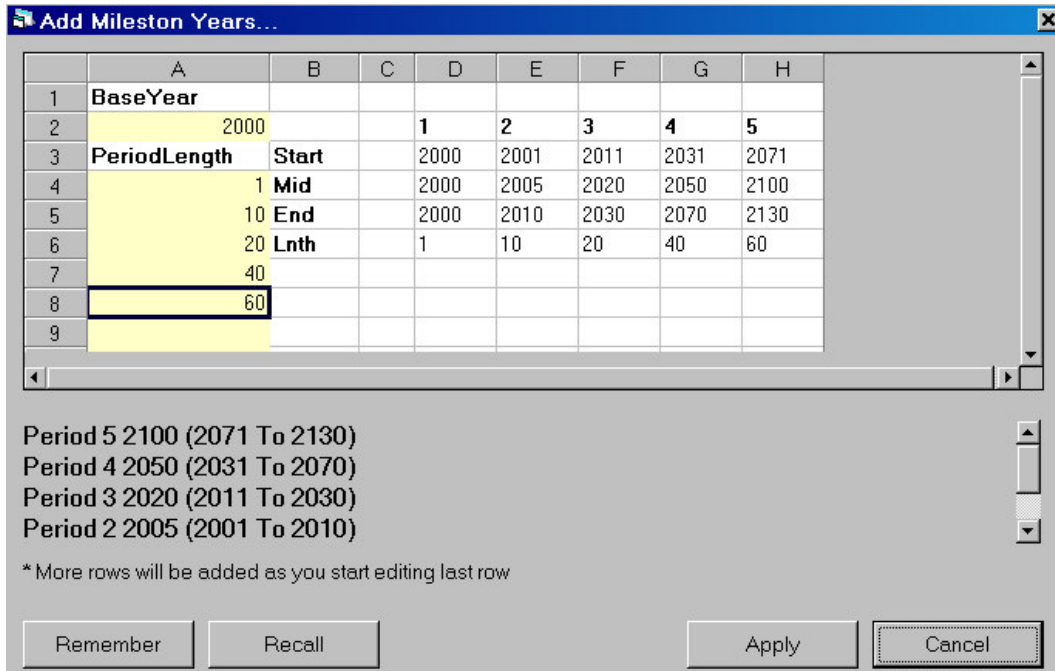 Add Mileston Years...
A B C D E F G H
1 BaseYear
2 2000 1 2 3 4 5
3 PeriodLength Start 2000 2001 2011 2031 2071
4 1 Mid 2000 2005 2020 2050 2100
5 10 End 2000 2010 2030 2070 2130
6 20 Lnth 1 10 20 40 60
7 40
8 60
9
Period 5 2100 (2071 To 2130)
Period 4 2050 (2031 To 2070)
Period 3 2020 (2011 To 2030)
Period 2 2005 (2001 To 2010)
* More rows will be added as you start editing last row
Remember Recall Apply Cancel